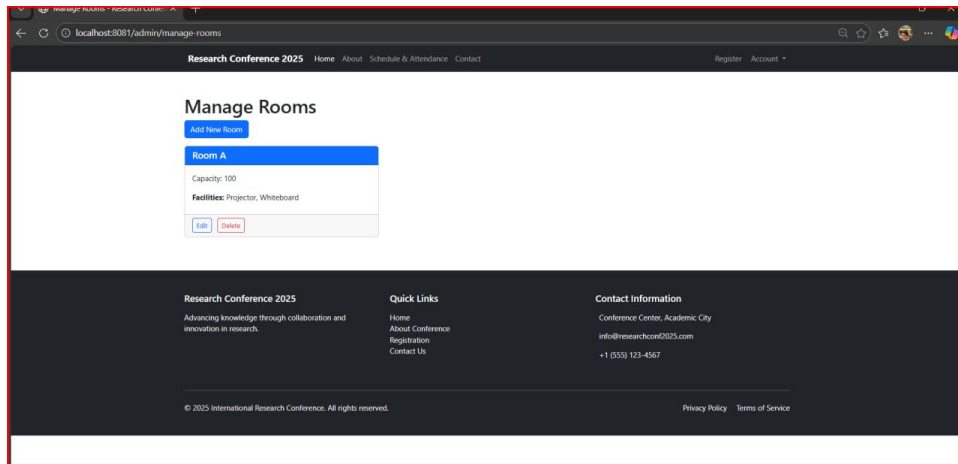 Manage Rooms - Research Confer
localhost:8081/admin/manage-rooms
Research Conference 2025 Home About Schedule & Attendance Contact Register Account
Manage Rooms
Add New Room
Room A
Capacity: 100
Facilities: Projector, Whiteboard
Edit Delete
Research Conference 2025
Advancing knowledge through collaboration and
innovation in research.
Quick Links
Home
About Conference
Registration
Contact Us
Contact Information
Conference Center, Academic City
info@researchconf2025.com
+1 (555) 123-4567
© 2025 International Research Conference. All rights reserved.
Privacy Policy Terms of Service